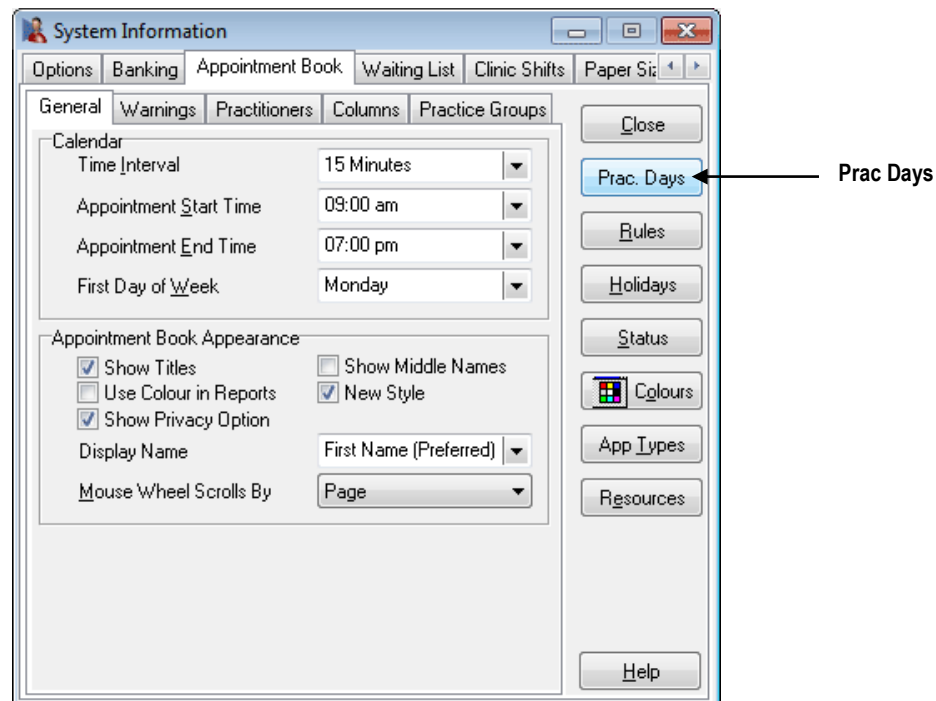 System Information
Options Banking Appointment Book Waiting List Clinic Shifts Paper Siz
General Warnings Practitioners Columns Practice Groups
Close
Prac. Days
Prac Days
Rules
Holidays
Status
Colours
App Types
Resources
Help
Calendar
Time Interval 15 Minutes
Appointment Start Time 09:00 am
Appointment End Time 07:00 pm
First Day of Week Monday
Appointment Book Appearance
Show Titles Show Middle Names
Use Colour in Reports New Style
Show Privacy Option
Display Name First Name (Preferred)
Mouse Wheel Scrolls By Page